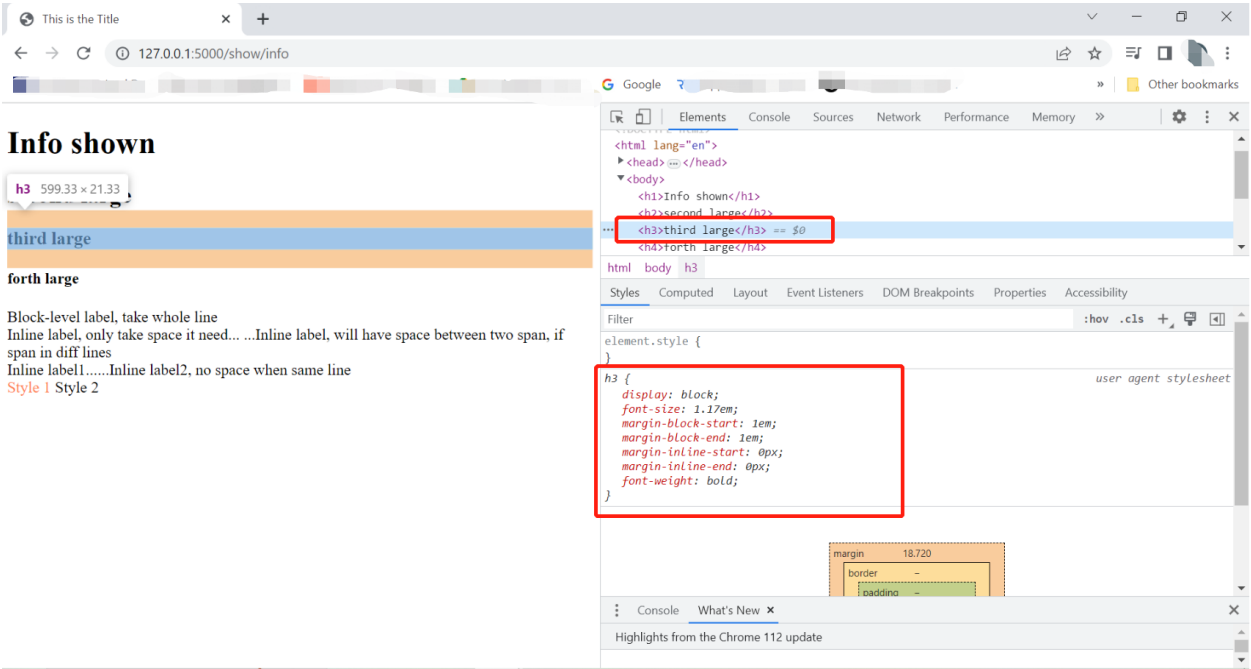 This is the Title
127.0.0.1:5000/show/info
Google
Other bookmarks
Info shown
h3 599.33 × 21.33
third large
forth large
Block-level label, take whole line
Inline label, only take space it need... ...Inline label, will have space between two span, if
span in diff lines
Inline label1......Inline label2, no space when same line
Style 1 Style 2
Elements Console Sources Network Performance Memory »
<html lang="en">
<head> </head>
<body>
<h1>Info shown</h1>
<h2>second large</h2>
<h3>third large</h3> == $0
<h4>forth large</h4>
html body h3
Styles Computed Layout Event Listeners DOM Breakpoints Properties Accessibility
Filter :hov .cls
element.style {
}
h3 { user agent stylesheet
display: block;
font-size: 1.17em;
margin-block-start: 1em;
margin-block-end: 1em;
margin-inline-start: 0px;
margin-inline-end: 0px;
font-weight: bold;
}
margin 18.720
border –
padding –
Console What's New
Highlights from the Chrome 112 update